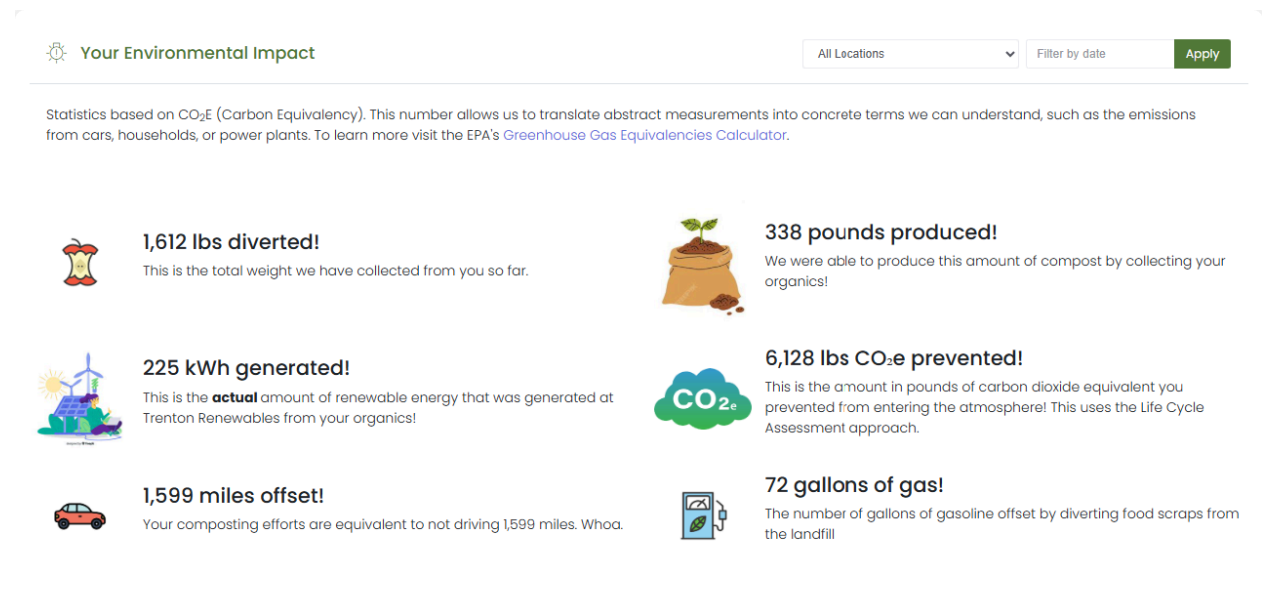 Your Environmental Impact
All Locations
Filter by date
Apply
Statistics based on CO₂E (Carbon Equivalency). This number allows us to translate abstract measurements into concrete terms we can understand, such as the emissions
from cars, households, or power plants. To learn more visit the EPA's Greenhouse Gas Equivalencies Calculator.
1,612 lbs diverted!
This is the total weight we have collected from you so far.
338 pounds produced!
We were able to produce this amount of compost by collecting your
organics!
225 kWh generated!
This is the actual amount of renewable energy that was generated at
Trenton Renewables from your organics!
CO₂e
6,128 lbs CO₂e prevented!
This is the amount in pounds of carbon dioxide equivalent you
prevented from entering the atmosphere! This uses the Life Cycle
Assessment approach.
1,599 miles offset!
Your composting efforts are equivalent to not driving 1,599 miles. Whoa.
72 gallons of gas!
The number of gallons of gasoline offset by diverting food scraps from
the landfill